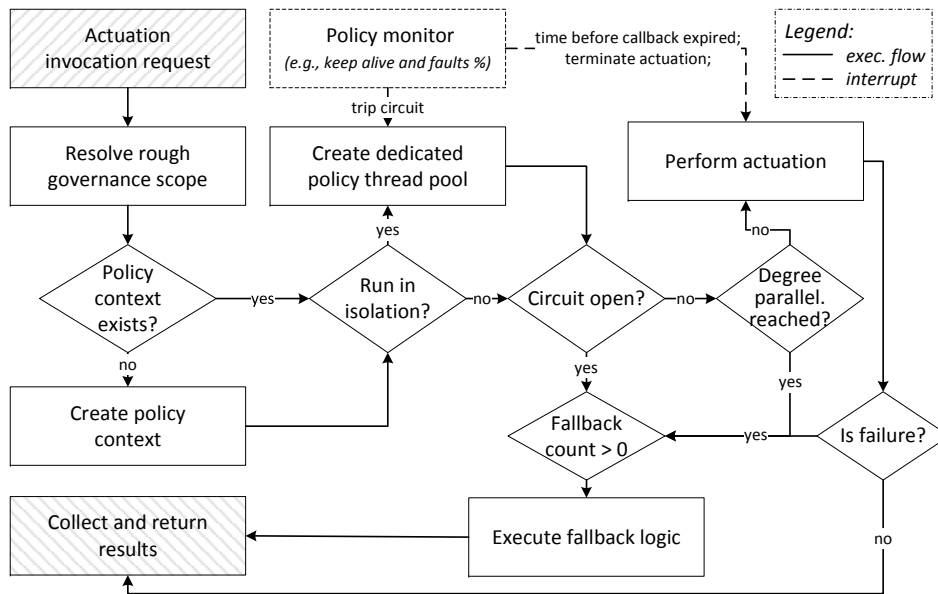 Actuation
invocation request
Policy monitor
(e.g., keep alive and faults %)
time before callback expired;
terminate actuation;
Legend:
exec. flow
interrupt
trip circuit
Resolve rough
governance scope
Create dedicated
policy thread pool
Perform actuation
yes
no
Policy
context
exists?
yes
Run in
isolation?
no
Circuit open?
no
Degree
parallel.
reached?
no
yes
yes
Create policy
context
Fallback
count > 0
yes
Is failure?
Collect and return
results
Execute fallback logic
no